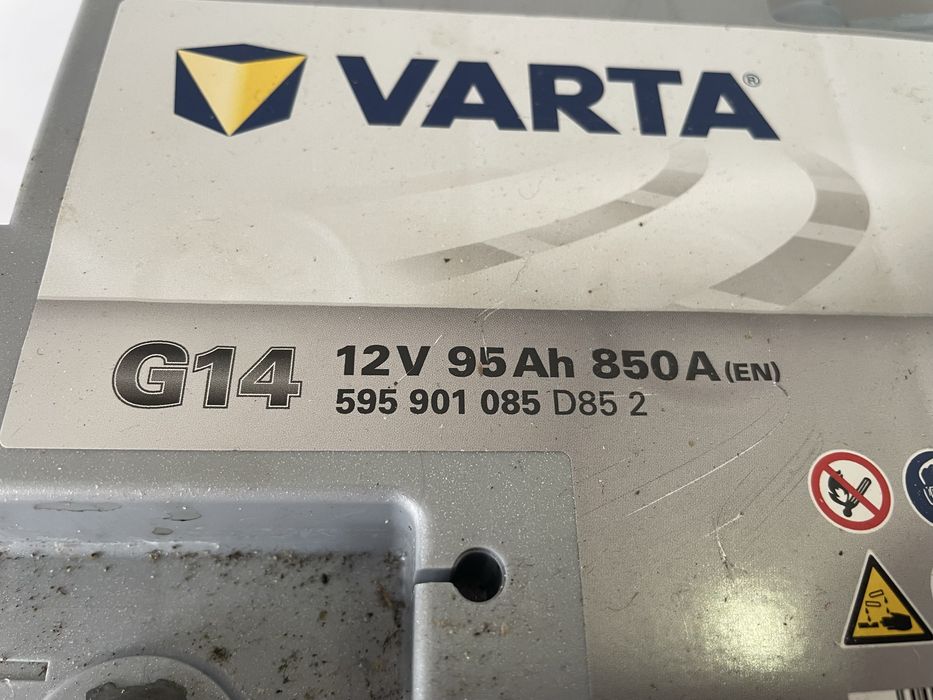 VARTA®
G14
12V 95Ah 850A (EN)
595 901 085 D85 2